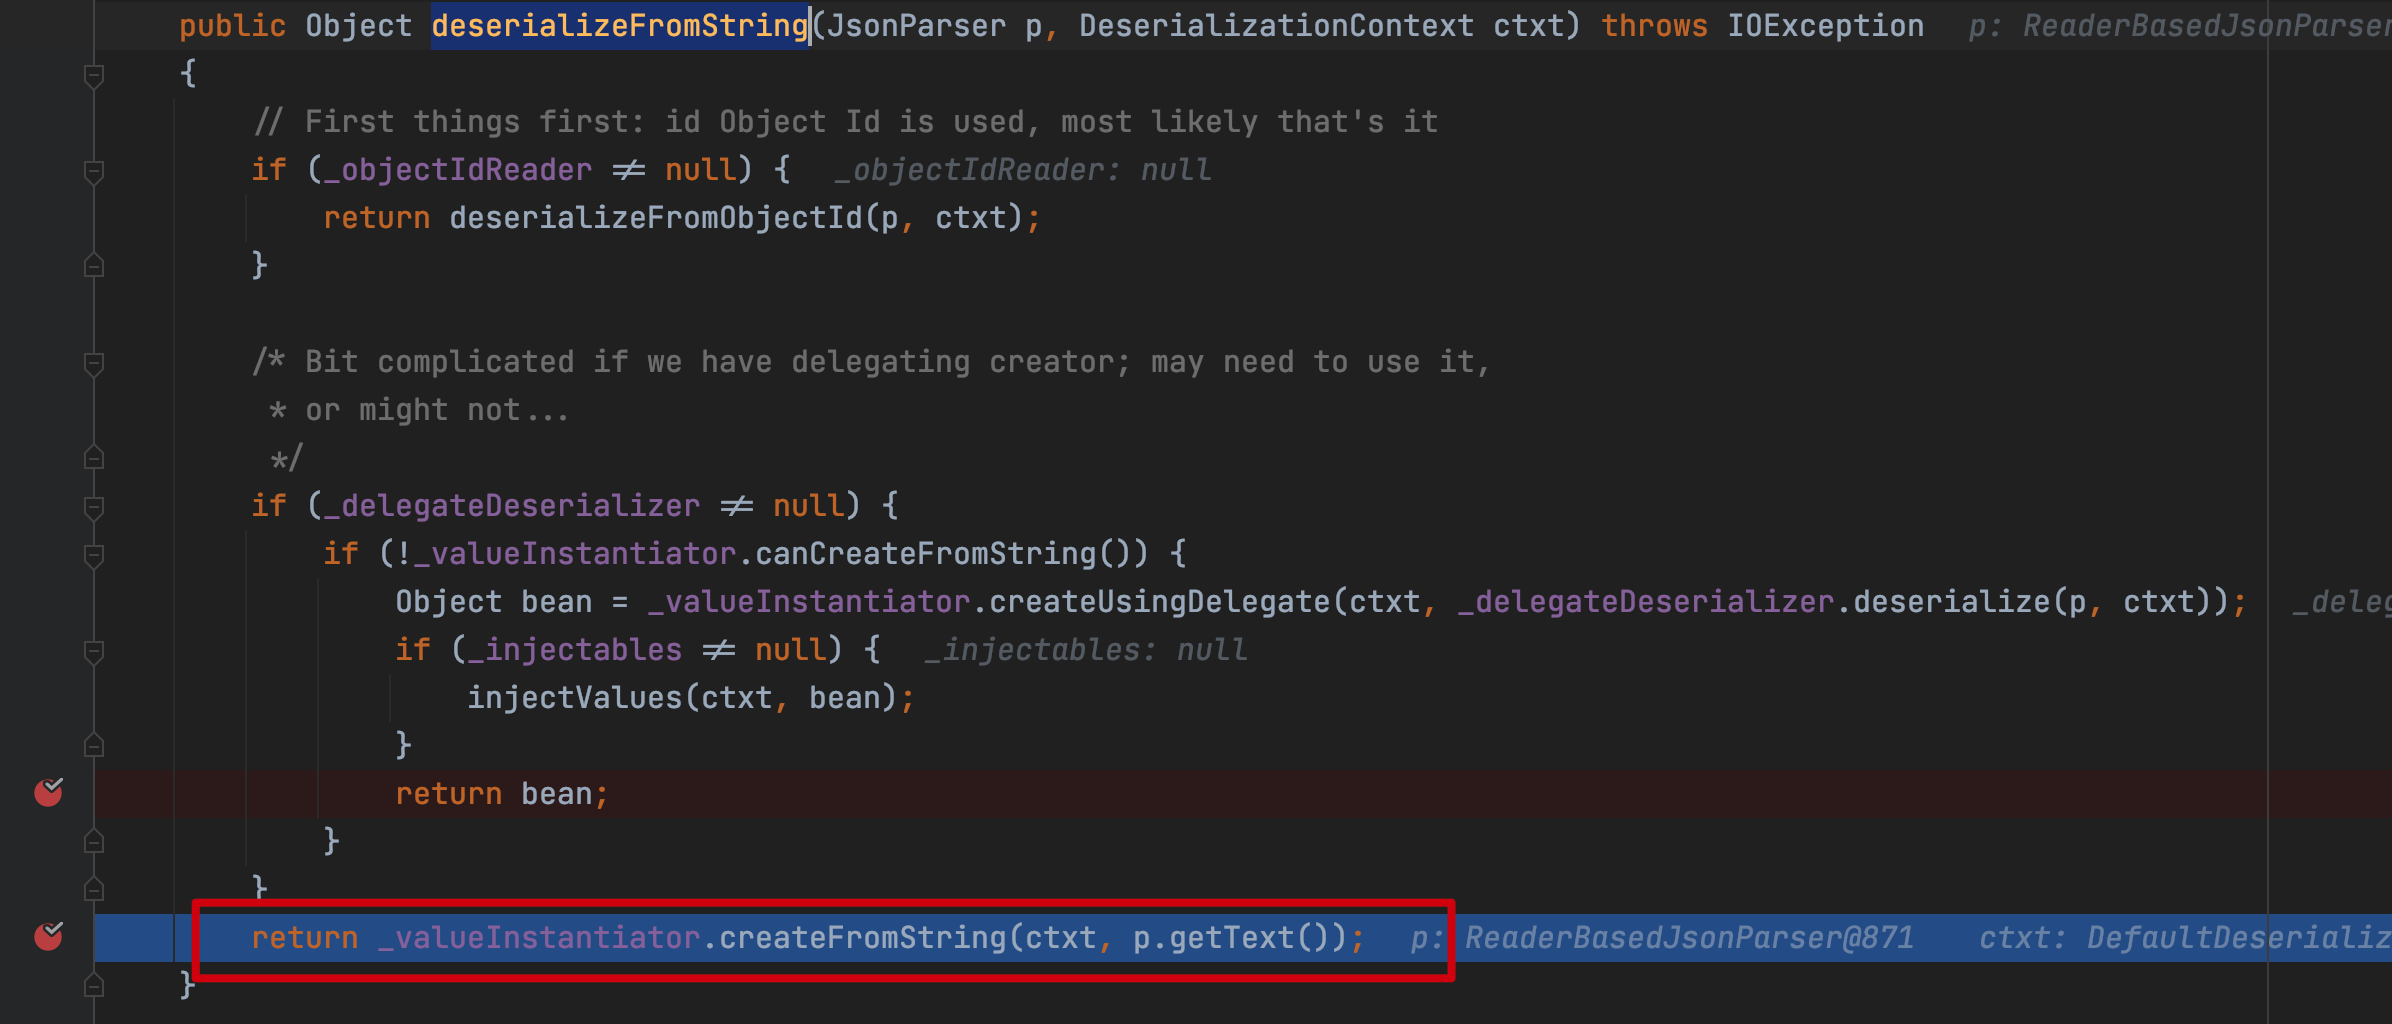 public Object deserializeFromString(JsonParser p, DeserializationContext ctxt) throws IOException  p: ReaderBasedJsonParser
{
// First things first: id Object Id is used, most likely that's it
if (_objectIdReader ≠ null) {  _objectIdReader: null
return deserializeFromObjectId(p, ctxt);
}
/* Bit complicated if we have delegating creator; may need to use it,
* or might not...
*/
if (_delegateDeserializer ≠ null) {
if (!_valueInstantiator.canCreateFromString()) {
Object bean = _valueInstantiator.createUsingDelegate(ctxt, _delegateDeserializer.deserialize(p, ctxt));  _deleg
if (_injectables ≠ null) {  _injectables: null
injectValues(ctxt, bean);
}
return bean;
}
}
return _valueInstantiator.createFromString(ctxt, p.getText());  p: ReaderBasedJsonParser@871  ctxt: DefaultDeserializ
}